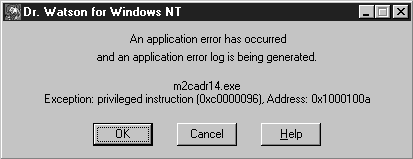 Dr. Watson for Windows NT
An application error has occurred
and an application error log is being generated.
m2cadr14.exe
Exception: privileged instruction (0xc0000096), Address: 0x1000100a
OK
Cancel
Help